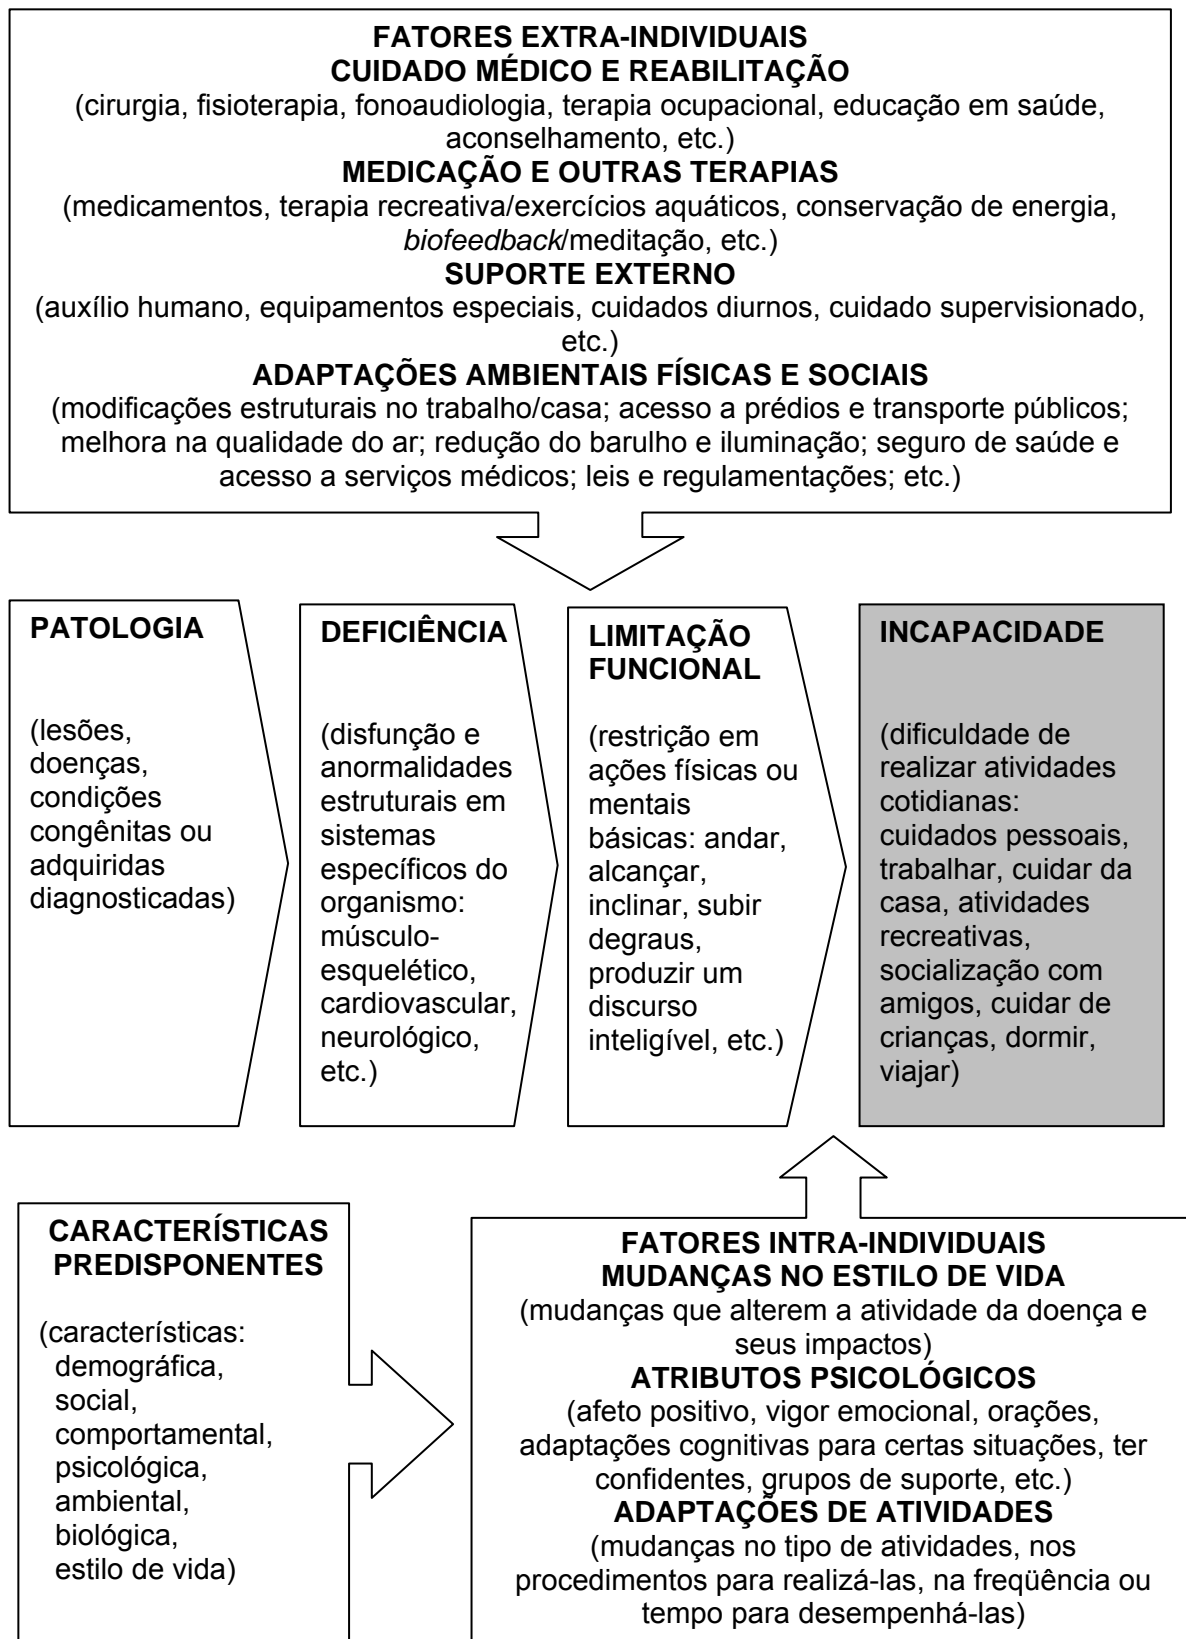 FATORES EXTRA-INDIVIDUAIS
CUIDADO MÉDICO E REABILITAÇÃO
(cirurgia, fisioterapia, fonoaudiologia, terapia ocupacional, educação em saúde,
aconselhamento, etc.)
MEDICAÇÃO E OUTRAS TERAPIAS
(medicamentos, terapia recreativa/exercícios aquáticos, conservação de energia,
biofeedback/meditação, etc.)
SUPORTE EXTERNO
(auxílio humano, equipamentos especiais, cuidados diurnos, cuidado supervisionado,
etc.)
ADAPTAÇÕES AMBIENTAIS FÍSICAS E SOCIAIS
(modificações estruturais no trabalho/casa; acesso a prédios e transporte públicos;
melhora na qualidade do ar; redução do barulho e iluminação; seguro de saúde e
acesso a serviços médicos; leis e regulamentações; etc.)
PATOLOGIA
(lesões,
doenças,
condições
congênitas ou
adquiridas
diagnosticadas)
DEFICIÊNCIA
(disfunção e
anormalidades
estruturais em
sistemas
específicos do
organismo:
músculo-
esquelético,
cardiovascular,
neurológico,
etc.)
LIMITAÇÃO
FUNCIONAL
(restrição em
ações físicas ou
mentais
básicas: andar,
alcançar,
inclinar, subir
degraus,
produzir um
discurso
inteligível, etc.)
INCAPACIDADE
(dificuldade de
realizar atividades
cotidianas:
cuidados pessoais,
trabalhar, cuidar da
casa, atividades
recreativas,
socialização com
amigos, cuidar de
crianças, dormir,
viajar)
CARACTERÍSTICAS
PREDISPONENTES
(características:
demográfica,
social,
comportamental,
psicológica,
ambiental,
biológica,
estilo de vida)
FATORES INTRA-INDIVIDUAIS
MUDANÇAS NO ESTILO DE VIDA
(mudanças que alterem a atividade da doença e
seus impactos)
ATRIBUTOS PSICOLÓGICOS
(afeto positivo, vigor emocional, orações,
adaptações cognitivas para certas situações, ter
confidentes, grupos de suporte, etc.)
ADAPTAÇÕES DE ATIVIDADES
(mudanças no tipo de atividades, nos
procedimentos para realizá-las, na freqüência ou
tempo para desempenhá-las)